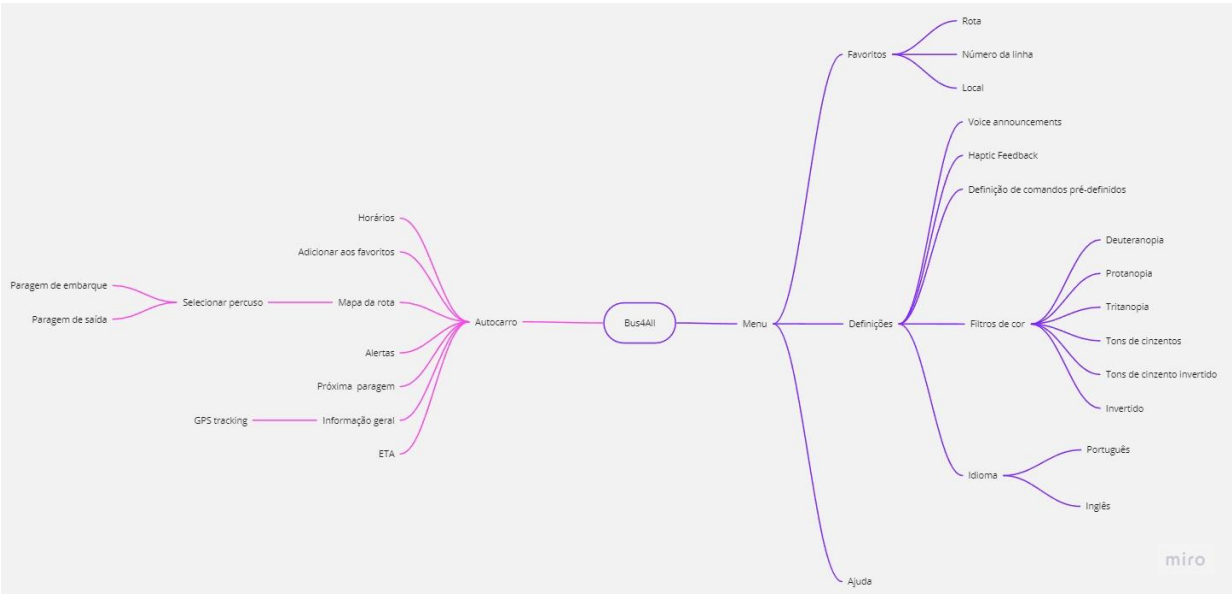 Rota
Favoritos
Número da linha
Local
Voice announcements
Haptic Feedback
Definição de comandos pré-definidos
Horários
Deuteranopia
Adicionar aos favoritos
Protanopia
Paragem de embarque
Selecionar percuso
Mapa da rota
Tritanopia
Paragem de saída
Autocarro
Bus4All
Menu
Definições
Filtros de cor
Tons de cinzentos
Alertas
Tons de cinzento invertido
Próxima paragem
Invertido
GPS tracking
Informação geral
ETA
Português
Idioma
Inglês
miro
Ajuda